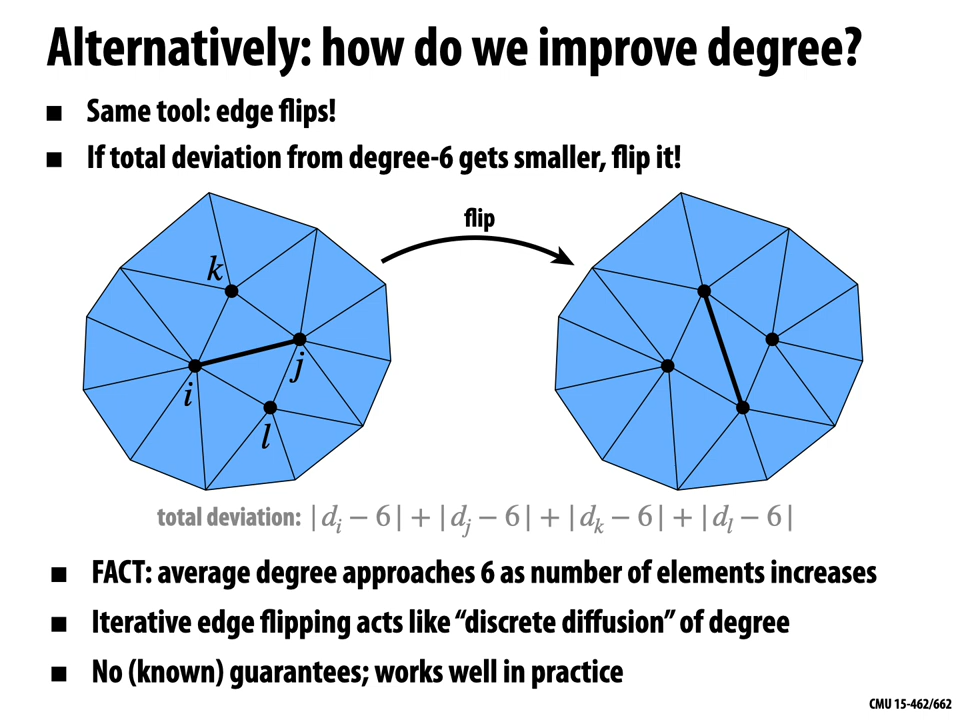 Alternatively: how do we improve degree?
■ Same tool: edge flips!
■ If total deviation from degree-6 gets smaller, flip it!
flip
k
j
i
l
total deviation: |d_i − 6| + |d_j − 6| + |d_k − 6| + |d_l − 6|
■ FACT: average degree approaches 6 as number of elements increases
■ Iterative edge flipping acts like “discrete diffusion” of degree
■ No (known) guarantees; works well in practice
CMU 15-462/662